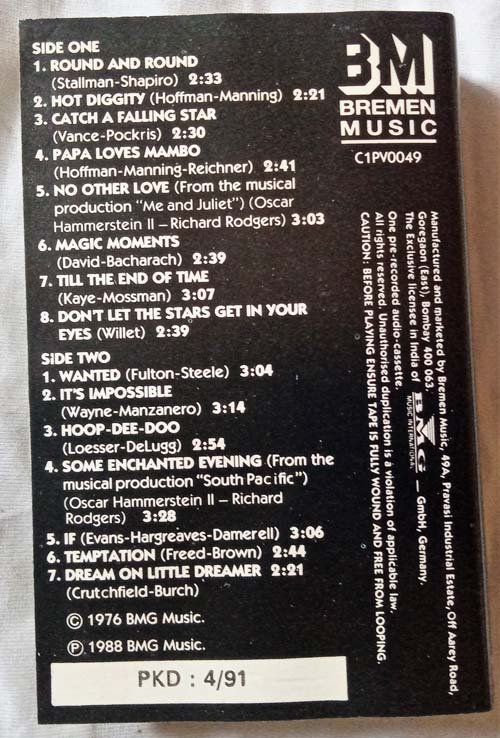 SIDE ONE
1. ROUND AND ROUND
(Stallman-Shapiro) 2:33
2. HOT DIGGITY (Hoffman-Manning) 2:21
3. CATCH A FALLING STAR
(Vance-Pockris) 2:30
4. PAPA LOVES MAMBO
(Hoffman-Manning-Reichner) 2:41
5. NO OTHER LOVE (From the musical
production "Me and Juliet") (Oscar
Hammerstein II – Richard Rodgers) 3:03
6. MAGIC MOMENTS
(David-Bacharach) 2:39
7. TILL THE END OF TIME
(Kaye-Mossman) 3:07
8. DON'T LET THE STARS GET IN YOUR
EYES (Willet) 2:39
SIDE TWO
1. WANTED (Fulton-Steele) 3:04
2. IT'S IMPOSSIBLE
(Wayne-Manzanero) 3:14
3. HOOP-DEE-DOO
(Loesser-DeLugg) 2:54
4. SOME ENCHANTED EVENING (From the
musical production "South Pacific")
(Oscar Hammerstein II – Richard
Rodgers) 3:28
5. IF (Evans-Hargreaves-Damerell) 3:06
6. TEMPTATION (Freed-Brown) 2:44
7. DREAM ON LITTLE DREAMER 2:21
(Crutchfield-Burch)
© 1976 BMG Music.
℗ 1988 BMG Music.
PKD : 4/91
BM
BREMEN
MUSIC
C1PV0049
Manufactured and marketed by Bremen Music, 49A, Pravasi Industrial Estate, Off Aarey Road,
Goregaon (East), Bombay 400 063.
The Exclusive licensee in India of BMG MUSIC INTERNATIONAL – GmbH, Germany.
One pre-recorded audio-cassette.
All rights reserved. Unauthorised duplication is a violation of applicable law.
CAUTION: BEFORE PLAYING ENSURE TAPE IS FULLY WOUND AND FREE FROM LOOPING.